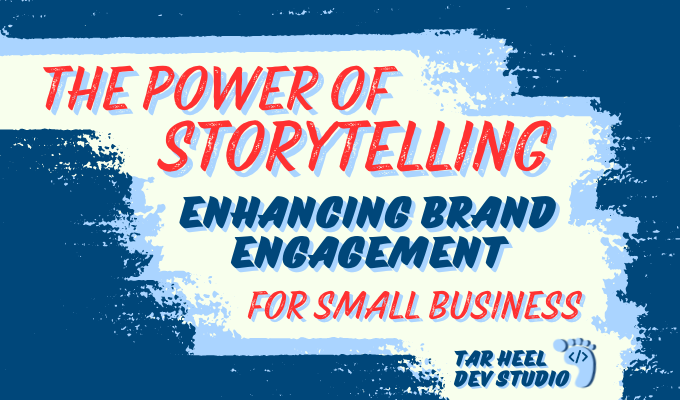 THE POWER OF
STORYTELLING
ENHANCING BRAND
ENGAGEMENT
FOR SMALL BUSINESS
TAR HEEL
DEV STUDIO
</>